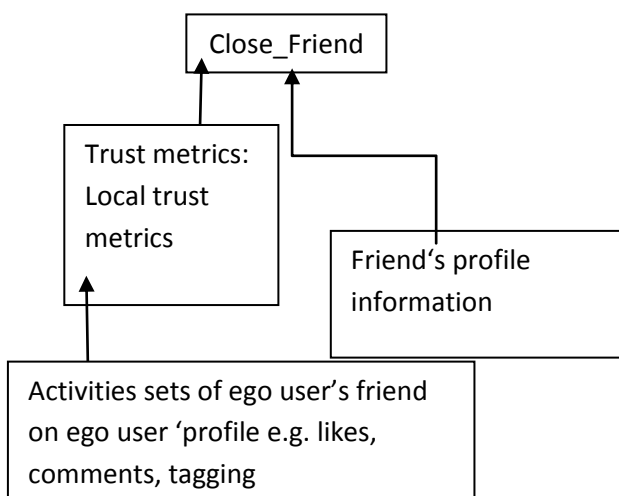 Close_Friend
Trust metrics:
Local trust
metrics
Friend‘s profile
information
Activities sets of ego user’s friend
on ego user ‘profile e.g. likes,
comments, tagging